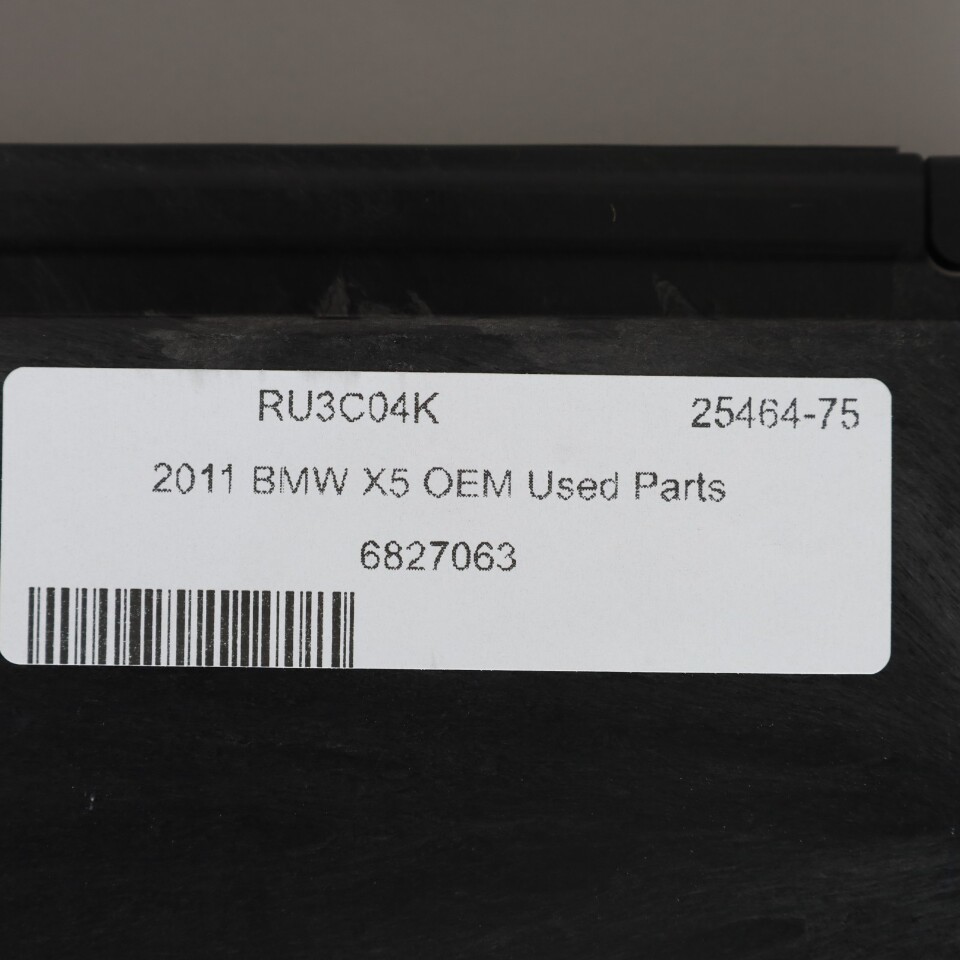 RU3C04K 25464-75
2011 BMW X5 OEM Used Parts
6827063